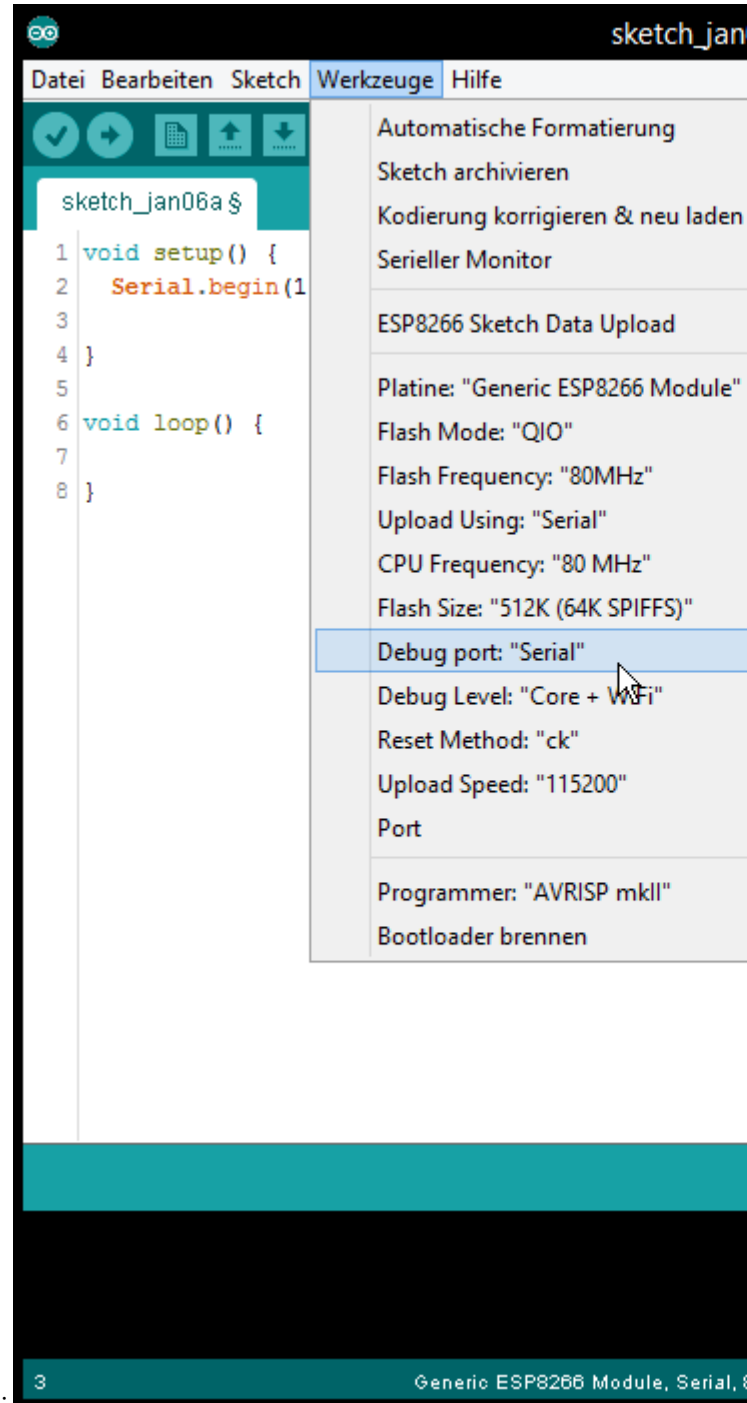 sketch_jan
Datei Bearbeiten Sketch Werkzeuge Hilfe
sketch_jan06a §
1 void setup() {
2 Serial.begin(1
3
4 }
5
6 void loop() {
7
8 }
Automatische Formatierung
Sketch archivieren
Kodierung korrigieren & neu laden
Serieller Monitor
ESP8266 Sketch Data Upload
Platine: "Generic ESP8266 Module"
Flash Mode: "QIO"
Flash Frequency: "80MHz"
Upload Using: "Serial"
CPU Frequency: "80 MHz"
Flash Size: "512K (64K SPIFFS)"
Debug port: "Serial"
Debug Level: "Core + WiFi"
Reset Method: "ck"
Upload Speed: "115200"
Port
Programmer: "AVRISP mkII"
Bootloader brennen
3 Generic ESP8266 Module, Serial, 8
.